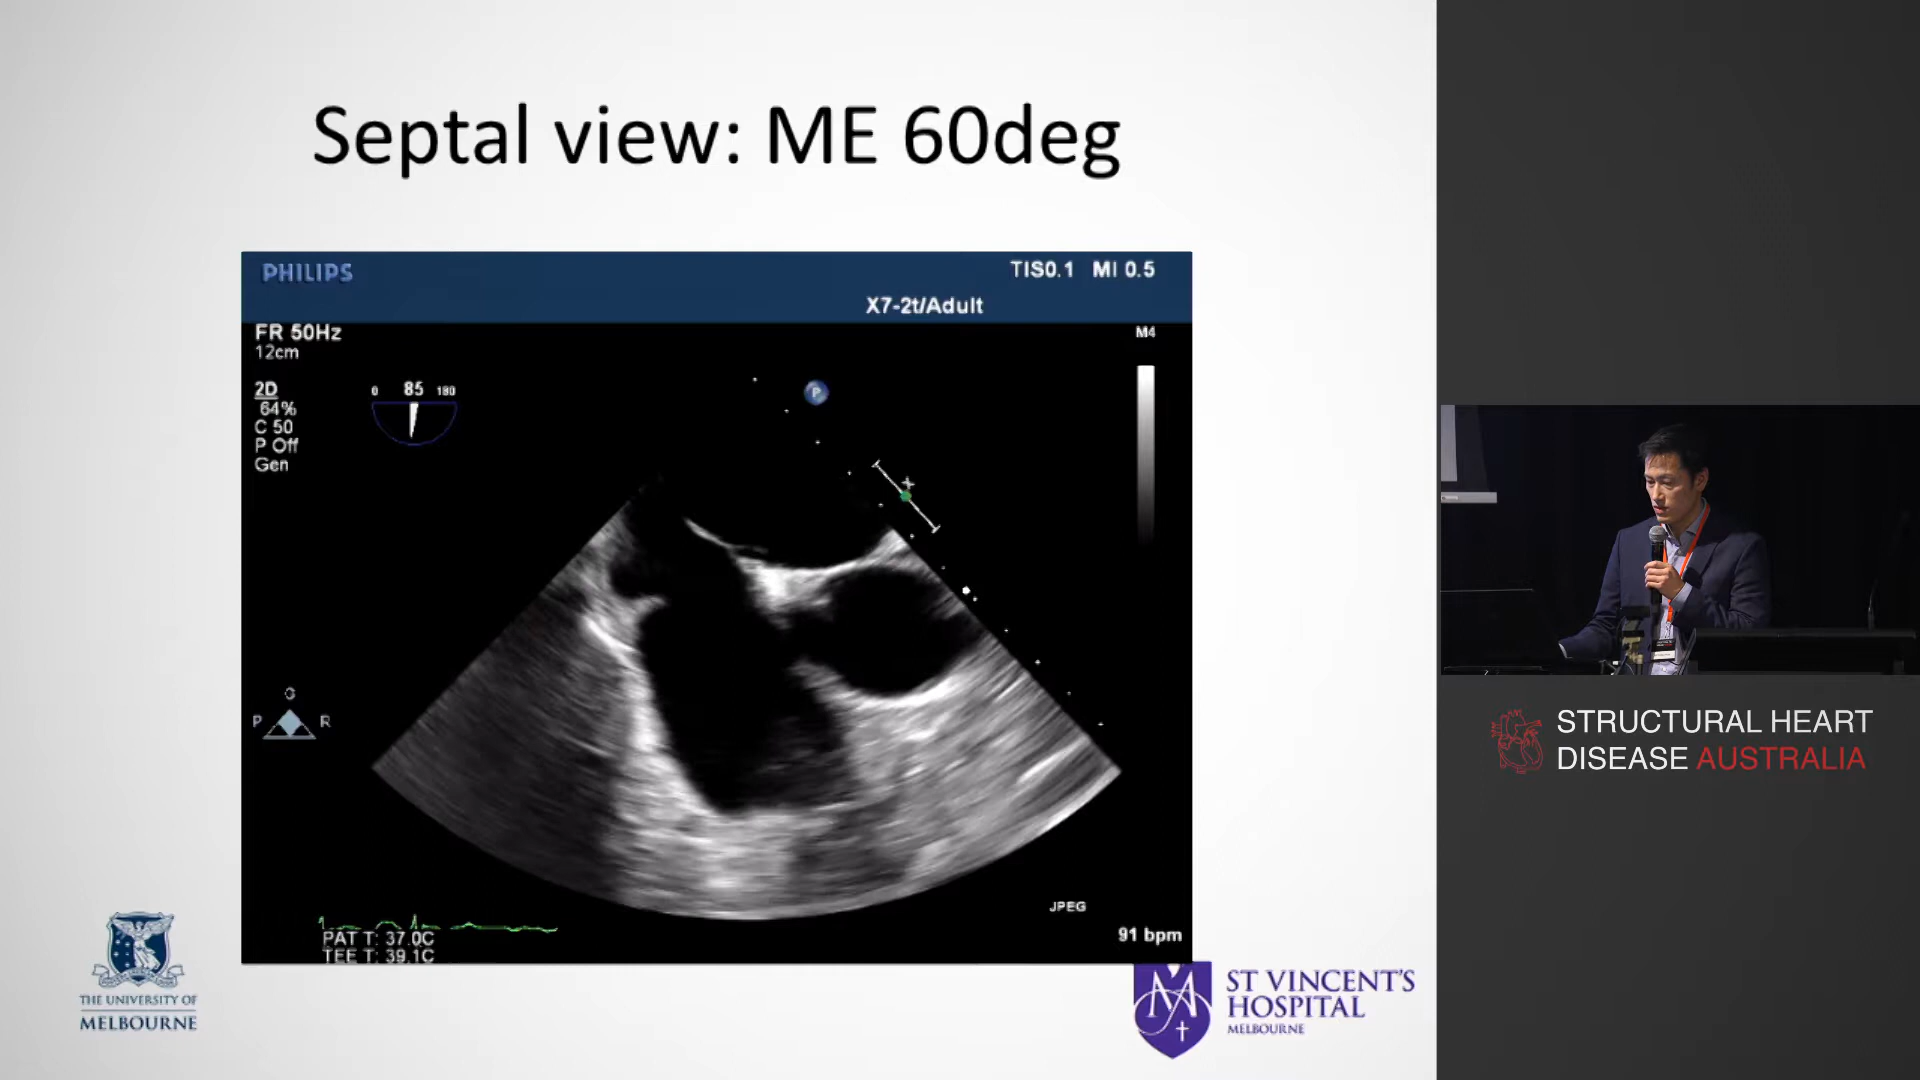 Septal view: ME 60deg
PHILIPS
TIS0.1 MI 0.5
X7-2t/Adult
FR 50Hz
12cm
M4
2D
64%
C 50
P Off
Gen
0 85 180
P
G
P R
JPEG
PAT T: 37.0C
TEE T: 39.1C
91 bpm
THE UNIVERSITY OF
MELBOURNE
ST VINCENT'S
HOSPITAL
MELBOURNE
STRUCTURAL HEART
DISEASE AUSTRALIA